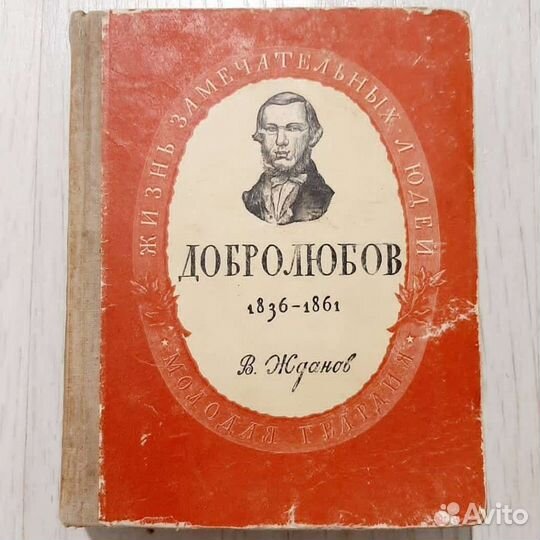 ЖИЗНЬ ЗАМЕЧАТЕЛЬНЫХ ЛЮДЕЙ
ДОБРОЛЮБОВ
1836-1861
В. Жданов
МОЛОДАЯ ГВАРДИЯ
Avito